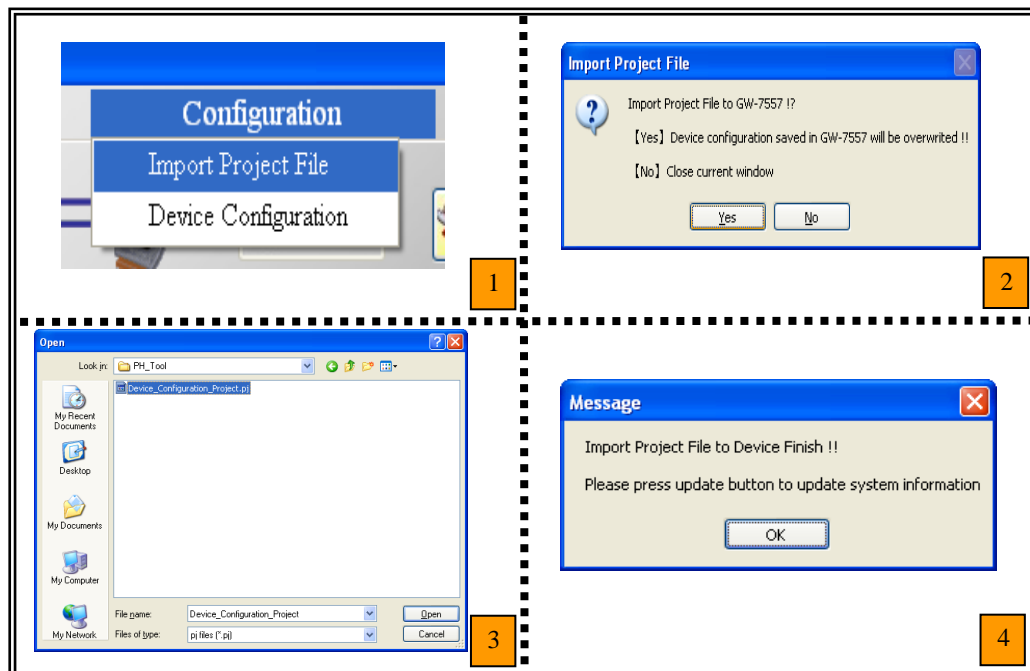 Configuration
Import Project File
Device Configuration
1
Import Project File
Import Project File to GW-7557 !?
【Yes】Device configuration saved in GW-7557 will be overwrited !!
【No】Close current window
Yes No
2
Open
Look in: PH_Tool
Device_Configuration_Project.pj
My Recent
Documents
Desktop
My Documents
My Computer
My Network
File name: Device_Configuration_Project Open
Files of type: pj files (*.pj) Cancel
3
Message
Import Project File to Device Finish !!
Please press update button to update system information
OK
4